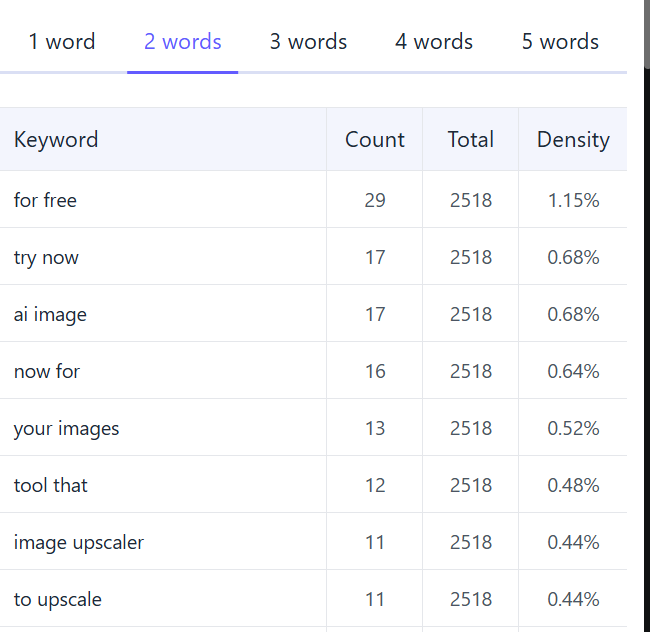 1 word 2 words 3 words 4 words 5 words
Keyword Count Total Density
for free 29 2518 1.15%
try now 17 2518 0.68%
ai image 17 2518 0.68%
now for 16 2518 0.64%
your images 13 2518 0.52%
tool that 12 2518 0.48%
image upscaler 11 2518 0.44%
to upscale 11 2518 0.44%